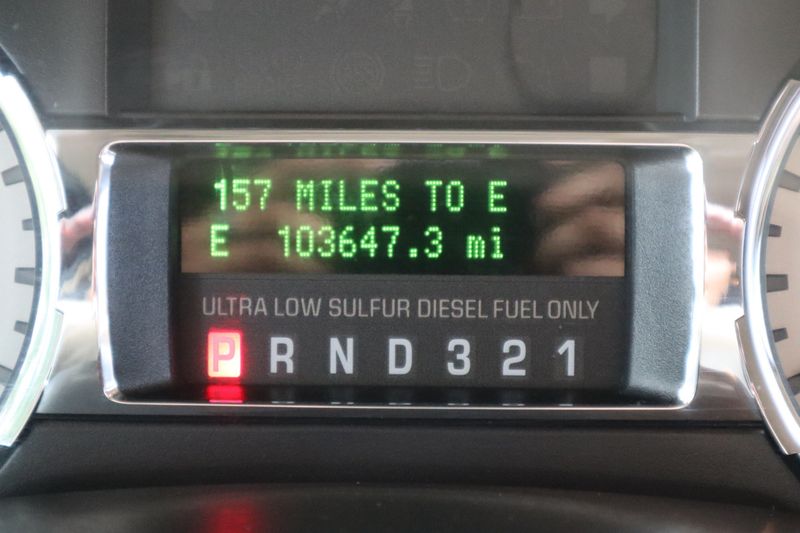 157 MILES TO E
E 103647.3 mi
ULTRA LOW SULFUR DIESEL FUEL ONLY
P R N D 3 2 1